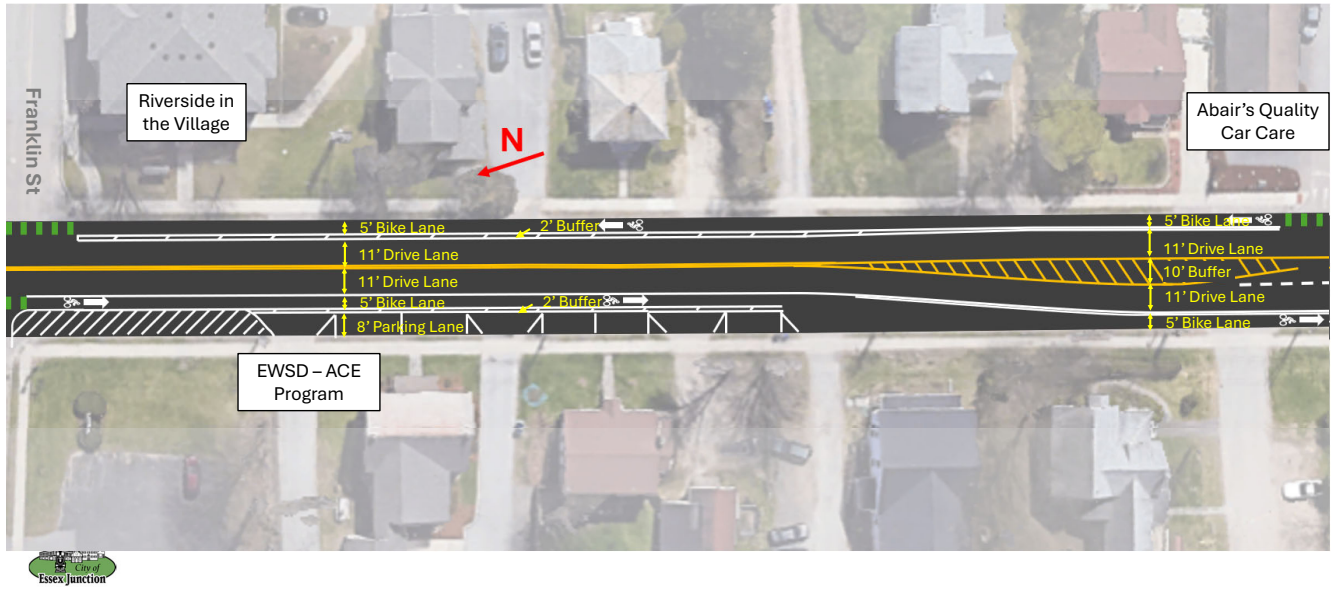 Franklin St
Riverside in
the Village
N
Abair's Quality
Car Care
5' Bike Lane
2' Buffer
5' Bike Lane
11' Drive Lane
11' Drive Lane
11' Drive Lane
10' Buffer
11' Drive Lane
5' Bike Lane
2' Buffer
8' Parking Lane
5' Bike Lane
EWSD – ACE
Program
City of
Essex Junction